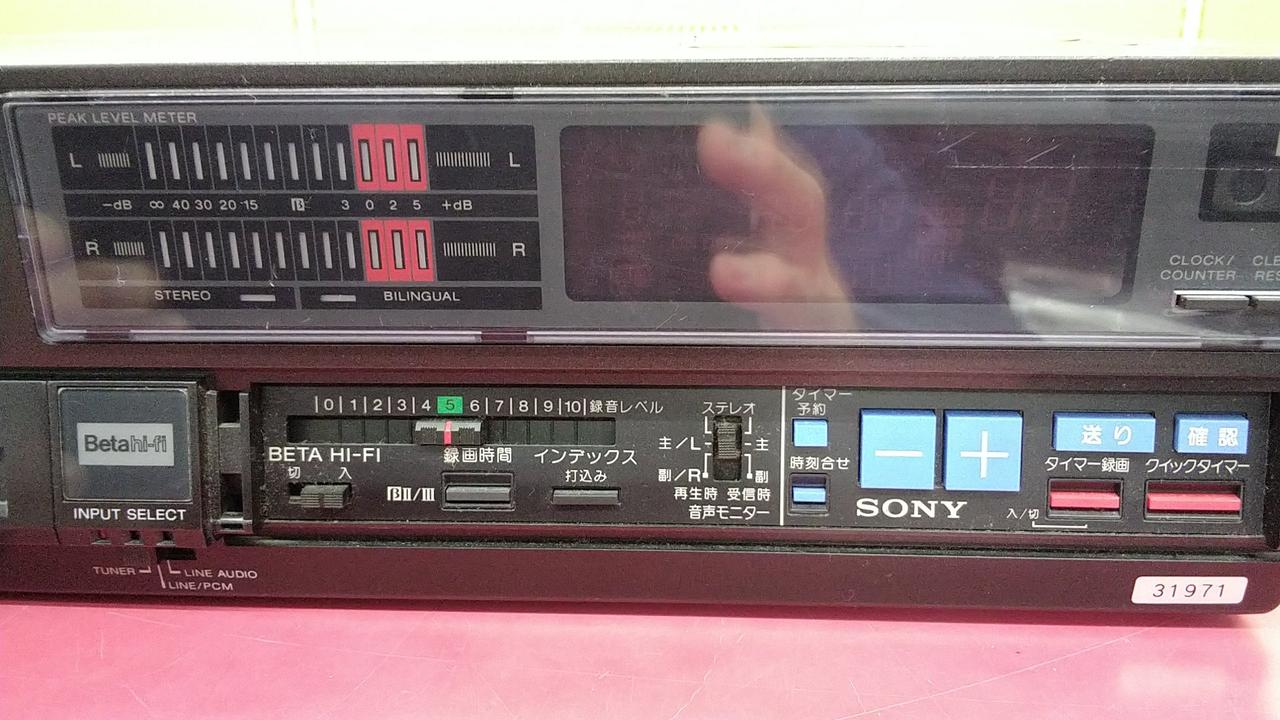 PEAK LEVEL METER
L L
-dB ∞ 40 30 20 15 β 3 0 2 5 +dB
R R
STEREO BILINGUAL
CLOCK/
COUNTER
Beta hi-fi
INPUT SELECT
TUNER
LINE AUDIO
LINE/PCM
|0|1|2|3|4 5 6|7|8|9|10|録音レベル
BETA HI-FI
切 入
録画時間
βII/III
インデックス
打込み
ステレオ
主/L 主
副/R 副
再生時 受信時
音声モニター
タイマー
予約
時刻合せ
− +
SONY
送り
確認
タイマー録画
クイックタイマー
入/切
31971